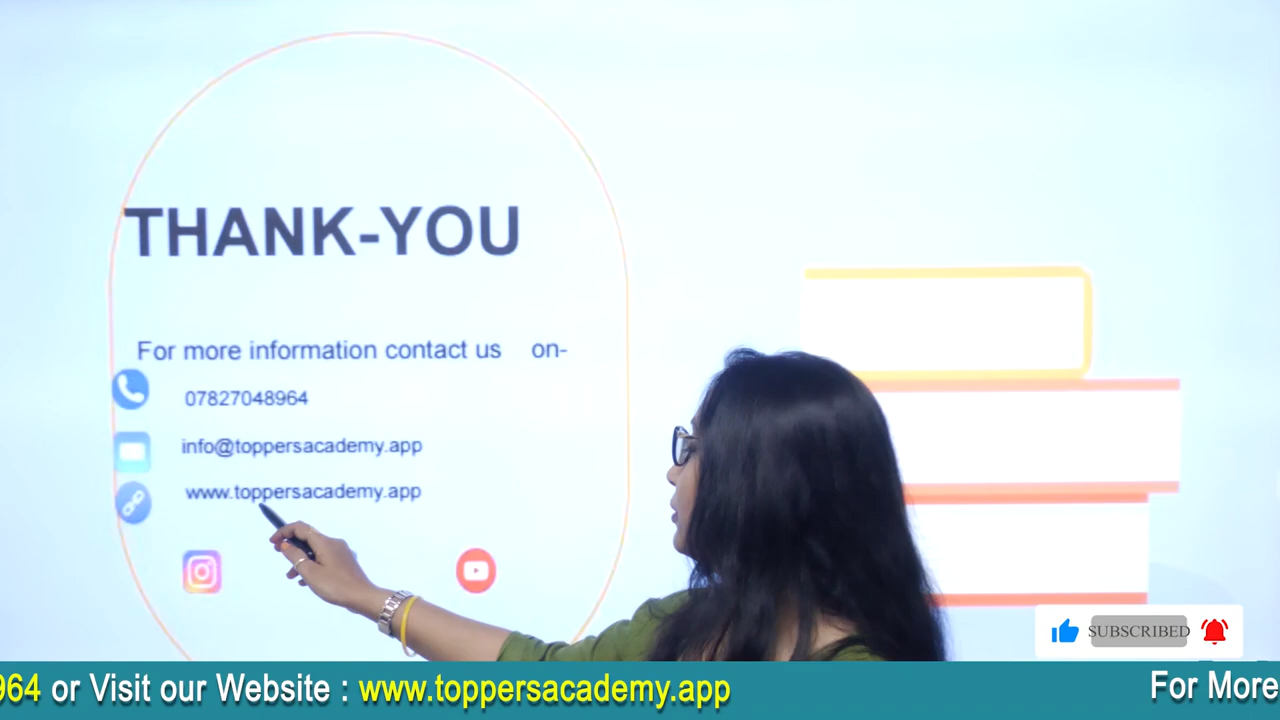 THANK-YOU
For more information contact us on-
07827048964
info@toppersacademy.app
www.toppersacademy.app
SUBSCRIBED
964 or Visit our Website : www.toppersacademy.app For More